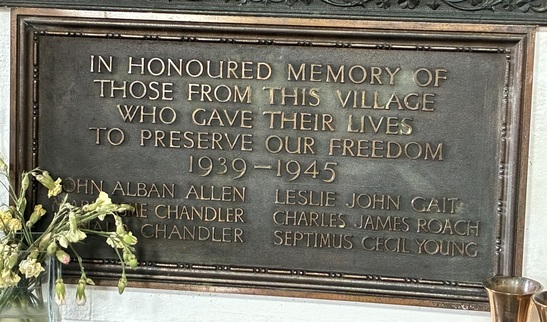 IN HONOURED MEMORY OF
THOSE FROM THIS VILLAGE
WHO GAVE THEIR LIVES
TO PRESERVE OUR FREEDOM
1939–1945
JOHN ALBAN ALLEN LESLIE JOHN GAIT
CHANDLER CHARLES JAMES ROACH
CHANDLER SEPTIMUS CECIL YOUNG